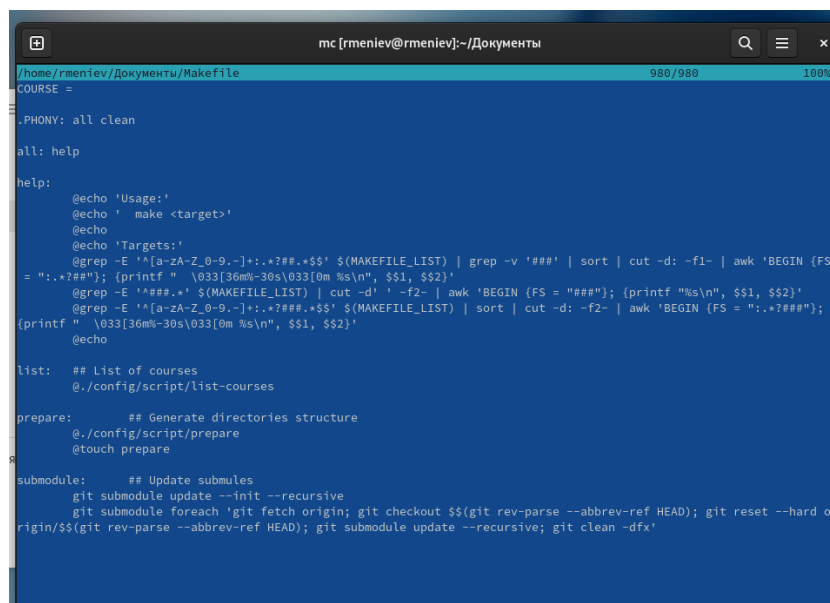 mc [rmeniev@rmeniev]:~/Документы
/home/rmeniev/Документы/Makefile 980/980 100%
COURSE =
.PHONY: all clean
all: help
help:
@echo 'Usage:'
@echo '  make <target>'
@echo
@echo 'Targets:'
@grep -E '^[a-zA-Z_0-9.-]+:.*?##.*$$' $(MAKEFILE_LIST) | grep -v '###' | sort | cut -d: -f1- | awk 'BEGIN {FS
= ":.*?##"}; {printf "  \033[36m%-30s\033[0m %s\n", $$1, $$2}'
@grep -E '^###.*' $(MAKEFILE_LIST) | cut -d' ' -f2- | awk 'BEGIN {FS = "###"}; {printf "%s\n", $$1, $$2}'
@grep -E '^[a-zA-Z_0-9.-]+:.*?###.*$$' $(MAKEFILE_LIST) | sort | cut -d: -f2- | awk 'BEGIN {FS = ":.*?###"};
{printf "  \033[36m%-30s\033[0m %s\n", $$1, $$2}'
@echo
list:   ## List of courses
@./config/script/list-courses
prepare:        ## Generate directories structure
@./config/script/prepare
@touch prepare
submodule:      ## Update submules
git submodule update --init --recursive
git submodule foreach 'git fetch origin; git checkout $$(git rev-parse --abbrev-ref HEAD); git reset --hard o
rigin/$$(git rev-parse --abbrev-ref HEAD); git submodule update --recursive; git clean -dfx'